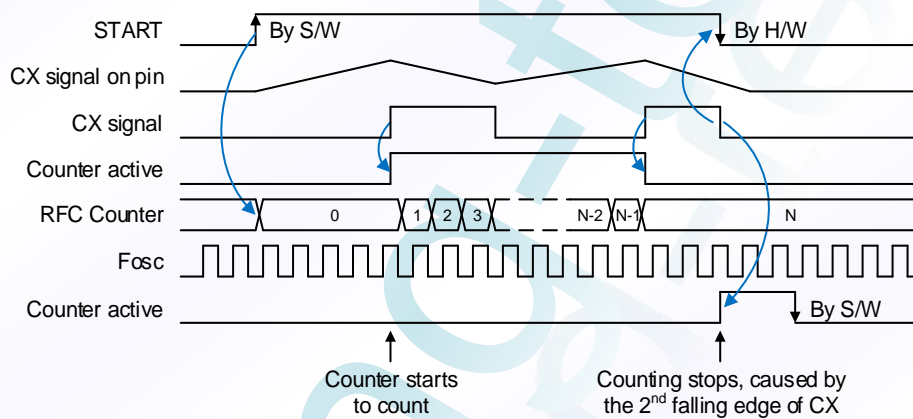 START
By S/W
By H/W
CX signal on pin
CX signal
Counter active
RFC Counter
0
1
2
3
N-2
N-1
N
Fosc
Counter active
By S/W
Counter starts
to count
Counting stops, caused by
the 2nd falling edge of CX